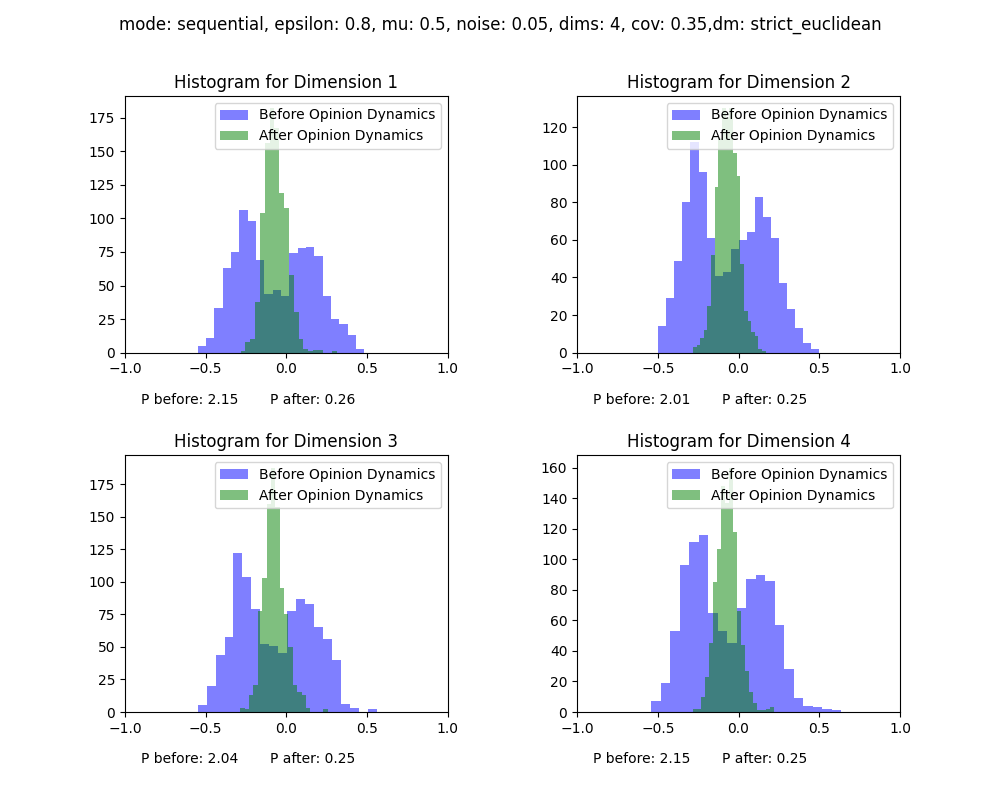 mode: sequential, epsilon: 0.8, mu: 0.5, noise: 0.05, dims: 4, cov: 0.35,dm: strict_euclidean
Histogram for Dimension 1
Before Opinion Dynamics
After Opinion Dynamics
175
150
125
100
75
50
25
0
−1.0 −0.5 0.0 0.5 1.0
P before: 2.15 P after: 0.26
Histogram for Dimension 2
Before Opinion Dynamics
After Opinion Dynamics
120
100
80
60
40
20
0
−1.0 −0.5 0.0 0.5 1.0
P before: 2.01 P after: 0.25
Histogram for Dimension 3
Before Opinion Dynamics
After Opinion Dynamics
175
150
125
100
75
50
25
0
−1.0 −0.5 0.0 0.5 1.0
P before: 2.04 P after: 0.25
Histogram for Dimension 4
Before Opinion Dynamics
After Opinion Dynamics
160
140
120
100
80
60
40
20
0
−1.0 −0.5 0.0 0.5 1.0
P before: 2.15 P after: 0.25